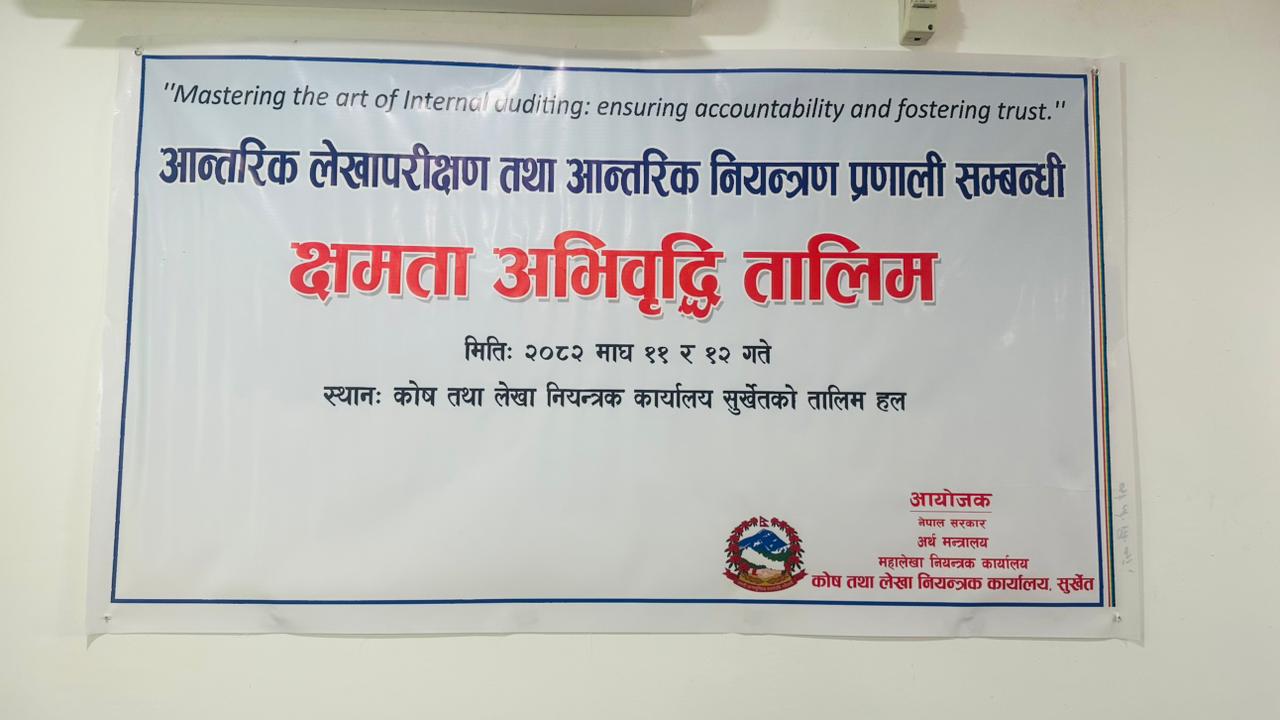 "Mastering the art of Internal auditing: ensuring accountability and fostering trust."
आन्तरिक लेखापरीक्षण तथा आन्तरिक नियन्त्रण प्रणाली सम्बन्धी
क्षमता अभिवृद्धि तालिम
मितिः २०८२ माघ ११ र १२ गते
स्थानः कोष तथा लेखा नियन्त्रक कार्यालय सुर्खेतको तालिम हल
आयोजक
नेपाल सरकार
अर्थ मन्त्रालय
महालेखा नियन्त्रक कार्यालय
कोष तथा लेखा नियन्त्रक कार्यालय, सुर्खेत